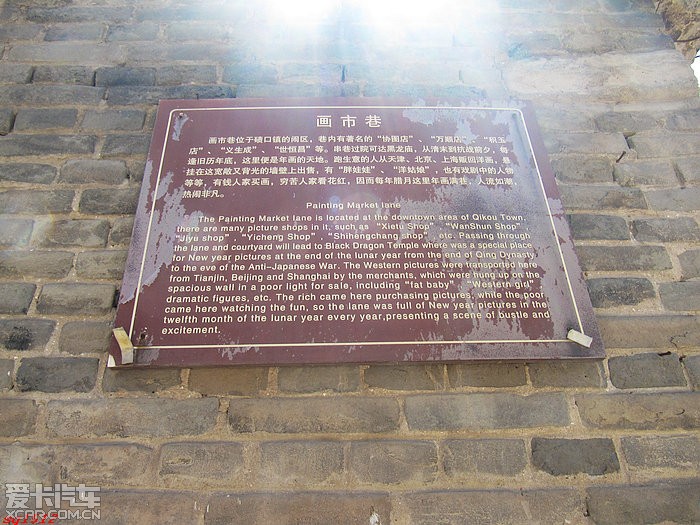 画市巷
画市巷位于碛口镇的闹区，巷内有著名的“协图店”、“万顺店”、“积玉
店”、“义生成”、“世恒昌”等，串巷过院可达黑龙庙，从清末到抗战前夕，每
逢旧历年底，这里便是年画的天地。跑生意的人从天津、北京、上海贩回洋画，悬
挂在这宽敞又背光的墙壁上出售，有“胖娃娃”、“洋姑娘”，也有戏剧中的人物
等等，有钱人家买画，穷苦人家看花红，因而每年腊月这里年画满巷，人流如潮，
热闹非凡。
Painting Market lane
The Painting Market lane is located at the downtown area of Qikou Town,
there are many picture shops in it, such as "Xietu Shop" , "WanShun Shop" ,
"Jiyu shop" , "Yicheng Shop" , "Shihengchang shop" , etc. Passing through
the lane and courtyard will lead to Black Dragon Temple where was a special place
for New year pictures at the end of the lunar year from the end of Qing Dynasty
to the eve of the Anti-Japanese War. The Western pictures were transported here
from Tianjin, Beijing and Shanghai by the merchants, which were hung up on the
spacious wall in a poor light for sale, including "fat baby" "Western girl"
dramatic figures, etc. The rich came here purchasing pictures, while the poor
came here watching the fun, so the lane was full of New year pictures in the
twelfth month of the lunar year every year,presenting a scene of bustle and
excitement.
爱卡汽车
XCAR.COM.CN